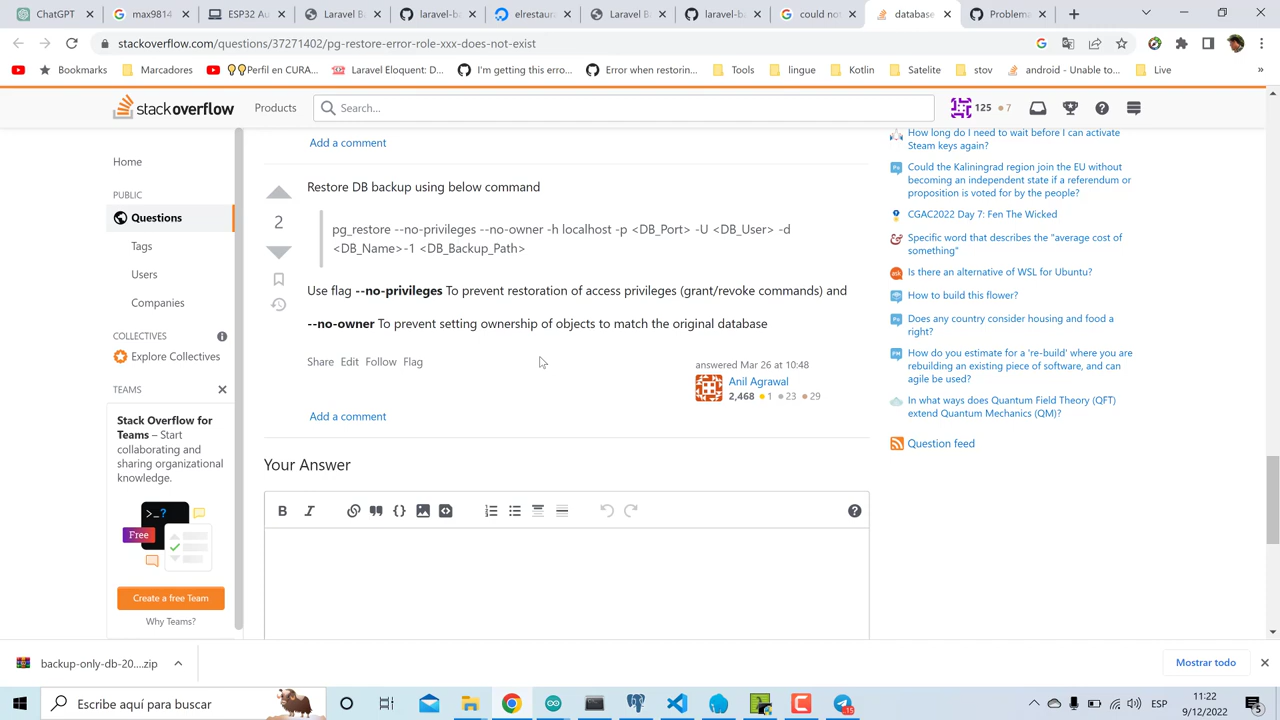 ChatGPT
max9814
ESP32 Au
Laravel B
laravel-b
elrestaur
Laravel B
laravel-b
could not
database
Problema
stackoverflow.com/questions/37271402/pg-restore-error-role-xxx-does-not-exist
Bookmarks
Marcadores
Perfil en CURA...
Laravel Eloquent: D...
I'm getting this erro...
Error when restorin...
Tools
lingue
Kotlin
Satelite
stov
android - Unable to...
Live
»
stackoverflow
Products
Search...
125
7
Home
PUBLIC
Questions
Tags
Users
Companies
COLLECTIVES
Explore Collectives
TEAMS
Stack Overflow for
Teams – Start
collaborating and
sharing organizational
knowledge.
>_?
Free
Create a free Team
Why Teams?
Add a comment
Restore DB backup using below command
2
pg_restore --no-privileges --no-owner -h localhost -p <DB_Port> -U <DB_User> -d
<DB_Name>-1 <DB_Backup_Path>
Use flag --no-privileges To prevent restoration of access privileges (grant/revoke commands) and
--no-owner To prevent setting ownership of objects to match the original database
Share Edit Follow Flag
answered Mar 26 at 10:48
Anil Agrawal
2,468 1 23 29
Add a comment
Your Answer
B
I
{}
How long do I need to wait before I can activate
Steam keys again?
Could the Kaliningrad region join the EU without
becoming an independent state if a referendum or
proposition is voted for by the people?
CGAC2022 Day 7: Fen The Wicked
Specific word that describes the "average cost of
something"
Is there an alternative of WSL for Ubuntu?
How to build this flower?
Does any country consider housing and food a
right?
How do you estimate for a 're-build' where you are
rebuilding an existing piece of software, and can
agile be used?
In what ways does Quantum Field Theory (QFT)
extend Quantum Mechanics (QM)?
Question feed
backup-only-db-20....zip
Mostrar todo
Escribe aquí para buscar
15
ESP
11:22
9/12/2022
5